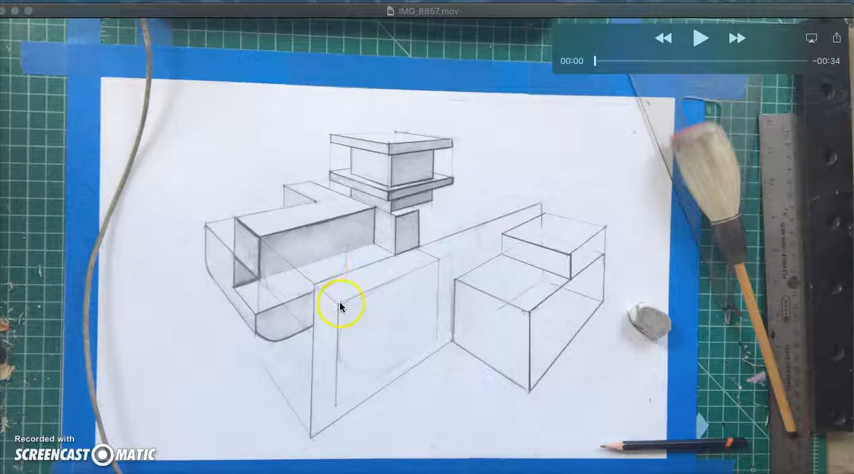 IMG_8857.mov
00:00
-00:34
Recorded with
SCREENCAST MATIC